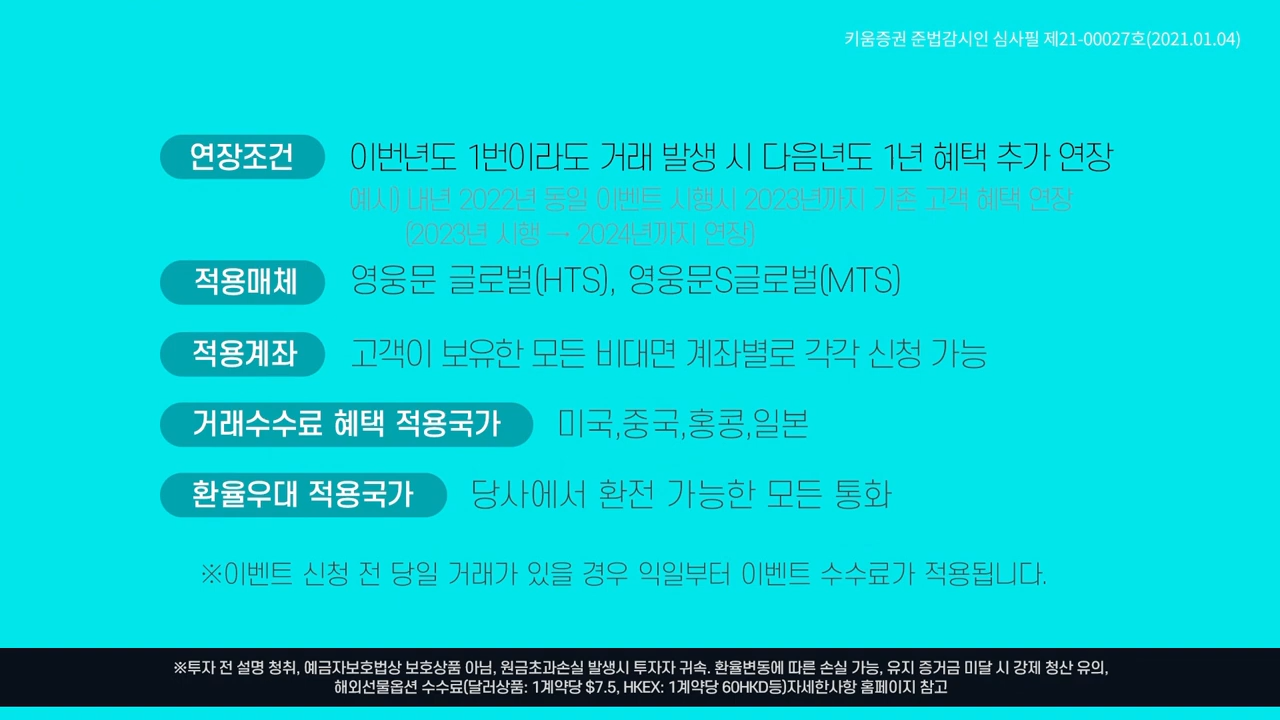 키움증권 준법감시인 심사필 제21-00027호(2021.01.04)
연장조건 이번년도 1번이라도 거래 발생 시 다음년도 1년 혜택 추가 연장
예시) 내년 2022년 동일 이벤트 시행시 2023년까지 기존 고객 혜택 연장
(2023년 시행 → 2024년까지 연장)
적용매체 영웅문 글로벌(HTS), 영웅문S글로벌(MTS)
적용계좌 고객이 보유한 모든 비대면 계좌별로 각각 신청 가능
거래수수료 혜택 적용국가 미국,중국,홍콩,일본
환율우대 적용국가 당사에서 환전 가능한 모든 통화
※이벤트 신청 전 당일 거래가 있을 경우 익일부터 이벤트 수수료가 적용됩니다.
※투자 전 설명 청취, 예금자보호법상 보호상품 아님, 원금초과손실 발생시 투자자 귀속. 환율변동에 따른 손실 가능, 유지 증거금 미달 시 강제 청산 유의,
해외선물옵션 수수료(달러상품: 1계약당 $7.5, HKEX: 1계약당 60HKD등)자세한사항 홈페이지 참고